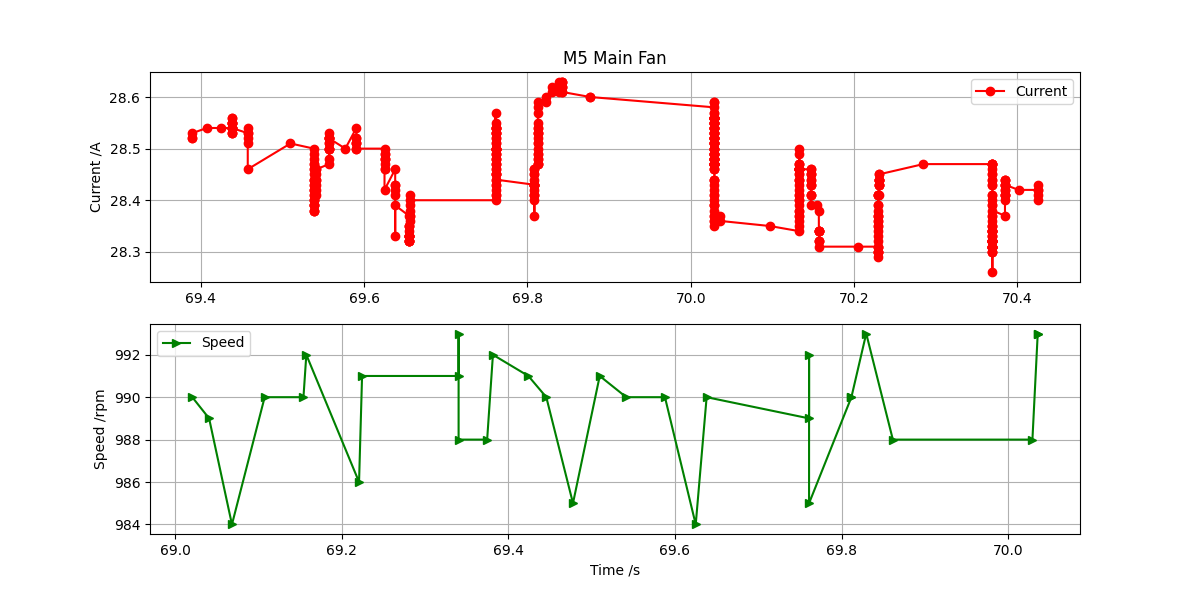 M5 Main Fan
Current /A
28.6
28.5
28.4
28.3
Current
69.4 69.6 69.8 70.0 70.2 70.4
Speed /rpm
992
990
988
986
984
Speed
69.0 69.2 69.4 69.6 69.8 70.0
Time /s